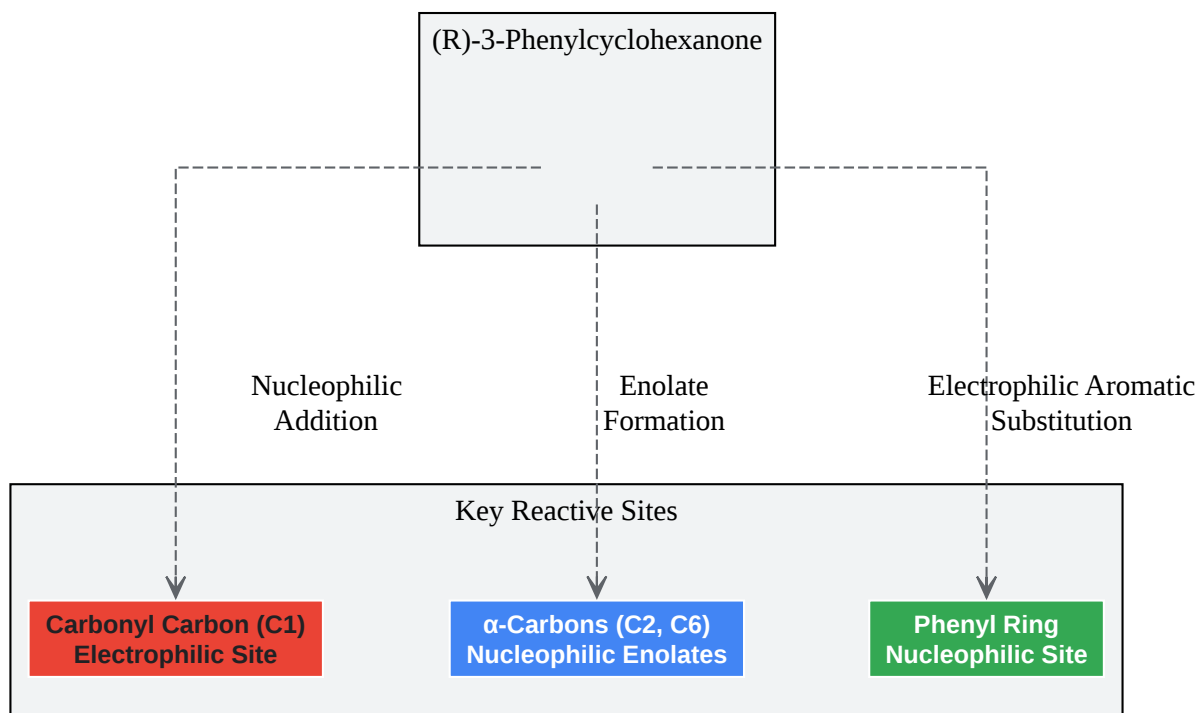 (R)-3-Phenylcyclohexanone
Nucleophilic
Addition
Enolate
Formation
Electrophilic Aromatic
Substitution
Key Reactive Sites
Carbonyl Carbon (C1)
Electrophilic Site
α-Carbons (C2, C6)
Nucleophilic Enolates
Phenyl Ring
Nucleophilic Site